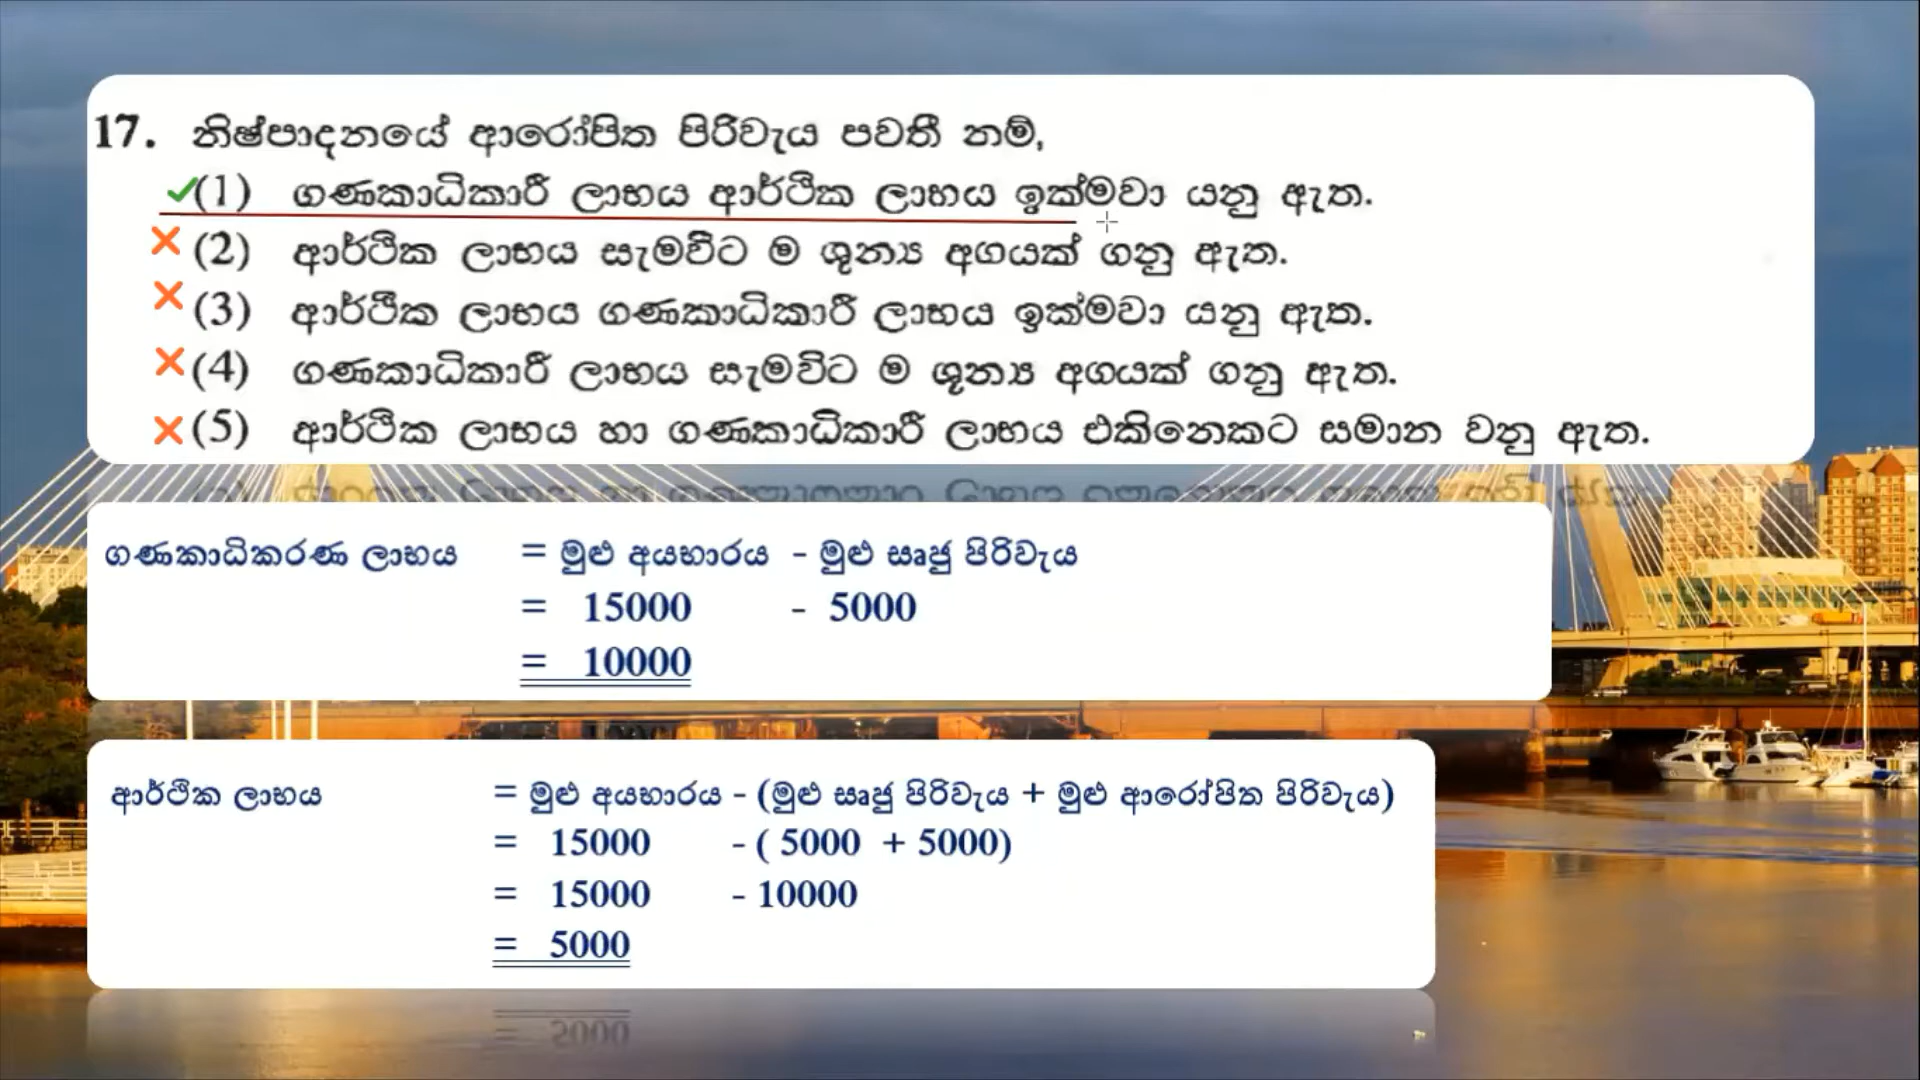 17. නිෂ්පාදනයේ ආරෝපිත පිරිවැය පවතී නම්,
(1) ගණකාධිකාරී ලාභය ආර්ථික ලාභය ඉක්මවා යනු ඇත.
(2) ආර්ථික ලාභය සැමවිට ම ශූන්‍ය අගයක් ගනු ඇත.
(3) ආර්ථික ලාභය ගණකාධිකාරී ලාභය ඉක්මවා යනු ඇත.
(4) ගණකාධිකාරී ලාභය සැමවිට ම ශූන්‍ය අගයක් ගනු ඇත.
(5) ආර්ථික ලාභය හා ගණකාධිකාරී ලාභය එකිනෙකට සමාන වනු ඇත.
ගණකාධිකරණ ලාභය = මුළු අයභාරය - මුළු සෘජු පිරිවැය
= 15000 - 5000
= 10000
ආර්ථික ලාභය = මුළු අයභාරය - (මුළු සෘජු පිරිවැය + මුළු ආරෝපිත පිරිවැය)
= 15000 - ( 5000 + 5000)
= 15000 - 10000
= 5000